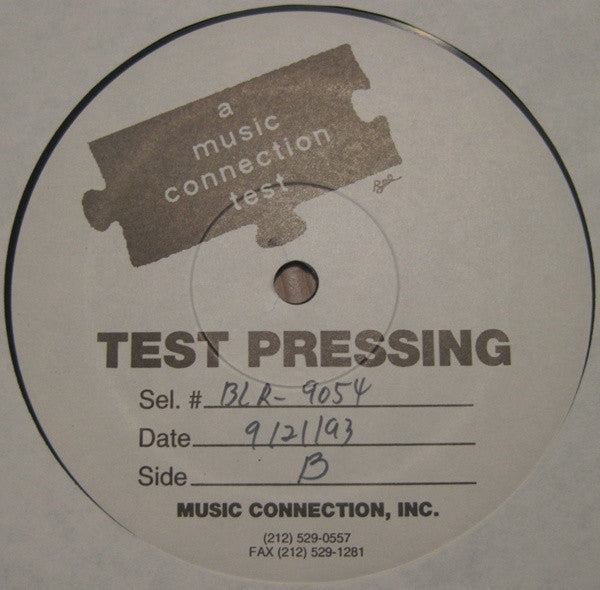 a
music
connection
test
TEST PRESSING
Sel. # BLR- 9054
Date 9/21/93
Side B
MUSIC CONNECTION, INC.
(212) 529-0557
FAX (212) 529-1281